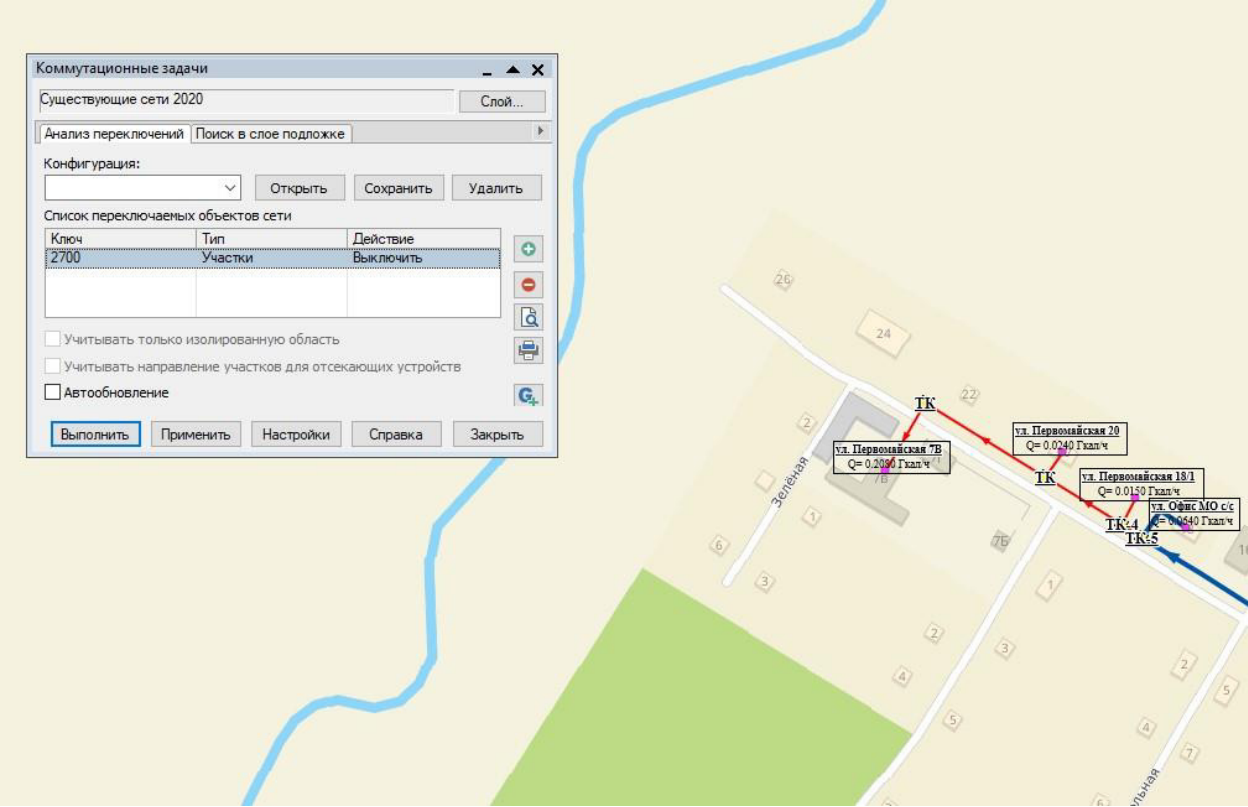 Коммутационные задачи
Существующие сети 2020
Слой...
Анализ переключений
Поиск в слое подложке
Конфигурация:
Открыть
Сохранить
Удалить
Список переключаемых объектов сети
Ключ Тип Действие
2700 Участки Выключить
Учитывать только изолированную область
Учитывать направление участков для отсекающих устройств
Автообновление
Выполнить
Применить
Настройки
Справка
Закрыть
26
24
22
ТК
2
ул. Первомайская 7В
Q= 0.2080 Гкал/ч
7В
ул. Первомайская 20
Q= 0.0240 Гкал/ч
ТК
ул. Первомайская 18/1
Q= 0.0150 Гкал/ч
ул. Офис МО с/с
Q= 0.0640 Гкал/ч
ТК-4
ТК-5
Зелёная
1
6
3
7Б
1
2
3
4
5
2
5
4
7
6